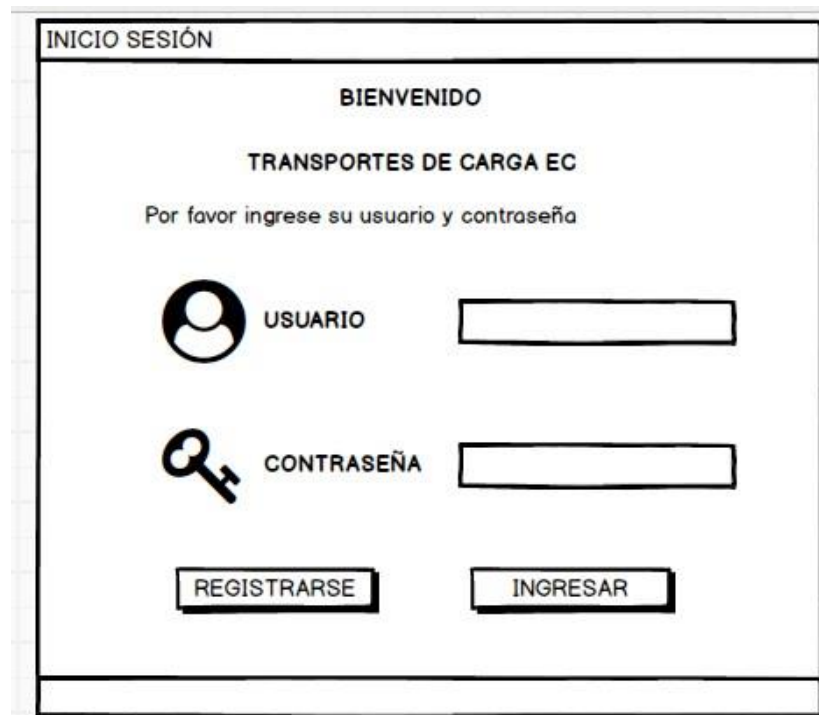 INICIO SESIÓN
BIENVENIDO
TRANSPORTES DE CARGA EC
Por favor ingrese su usuario y contraseña
USUARIO
CONTRASEÑA
REGISTRARSE INGRESAR